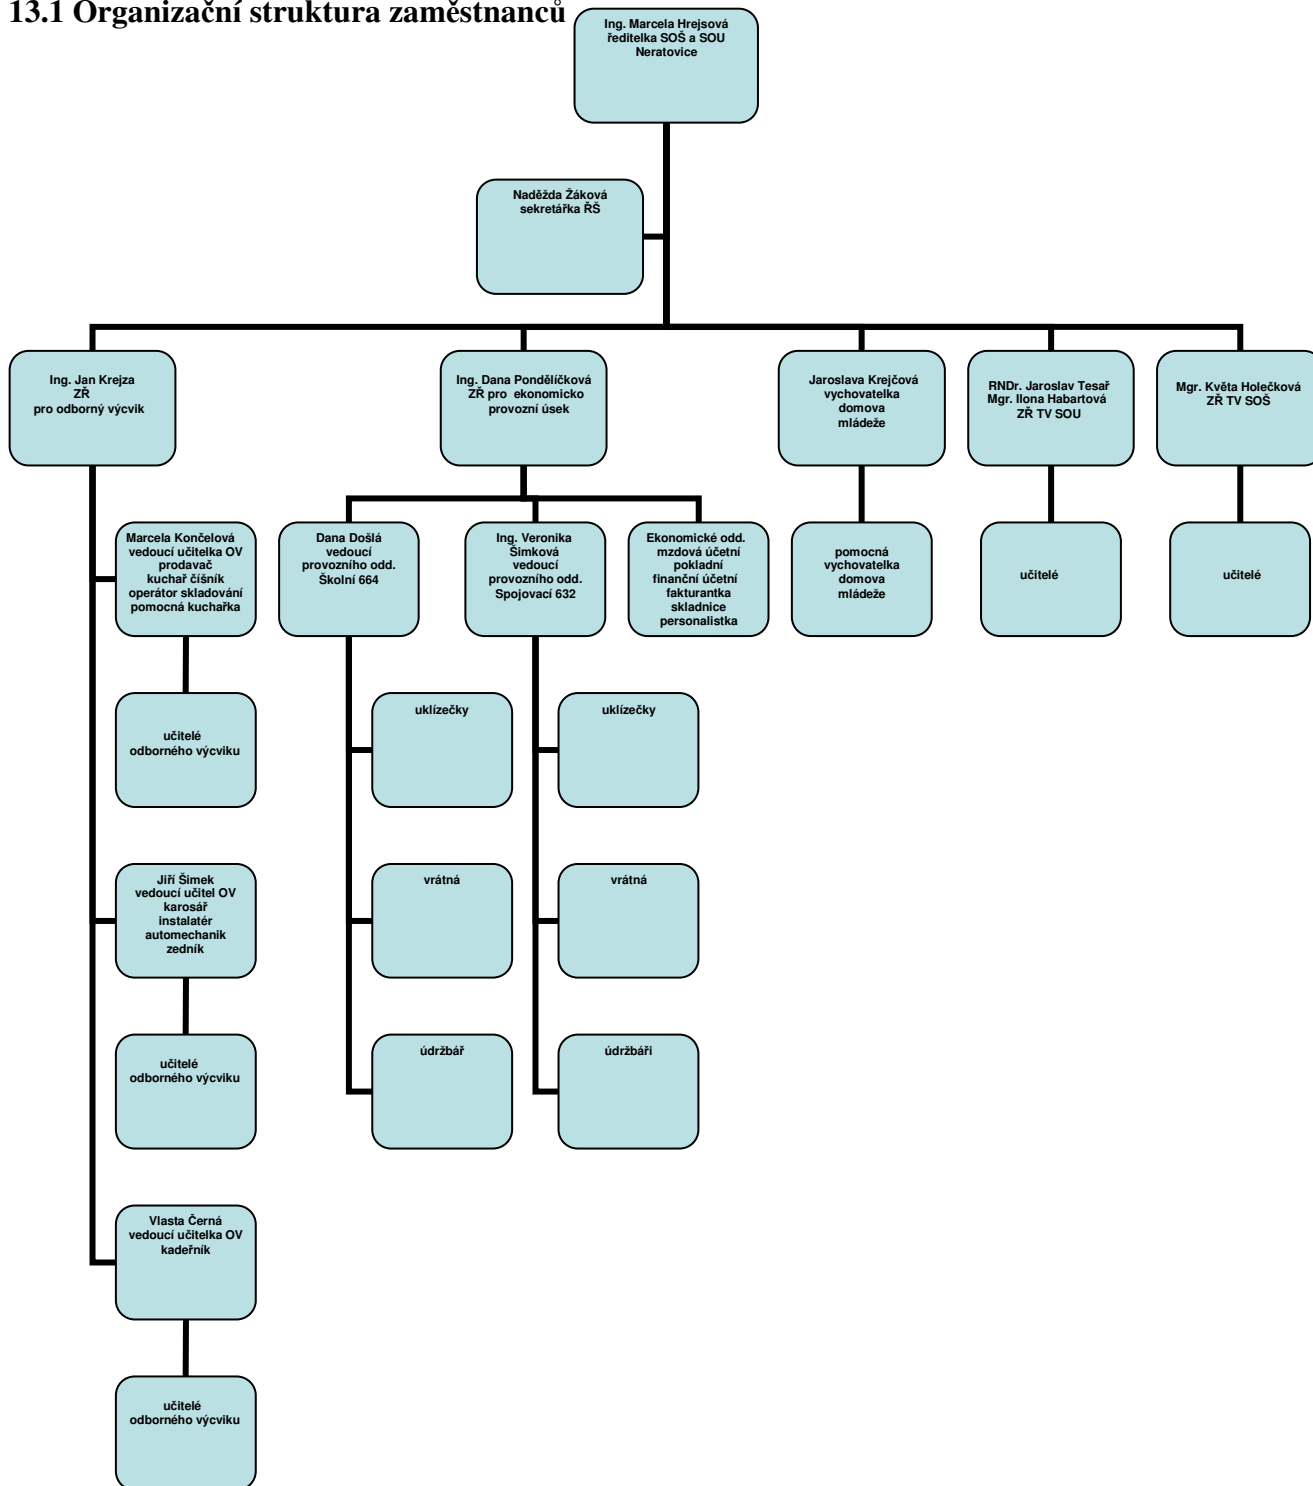 13.1 Organizační struktura zaměstnanců
Ing. Marcela Hrejsová
ředitelka SOŠ a SOU
Neratovice
Naděžda Žáková
sekretářka ŘŠ
Ing. Jan Krejza
ZŘ
pro odborný výcvik
Ing. Dana Pondělíčková
ZŘ pro ekonomicko
provozní úsek
Jaroslava Krejčová
vychovatelka
domova
mládeže
RNDr. Jaroslav Tesař
Mgr. Ilona Habartová
ZŘ TV SOU
Mgr. Květa Holečková
ZŘ TV SOŠ
Marcela Končelová
vedoucí učitelka OV
prodavač
kuchař číšník
operátor skladování
pomocná kuchařka
Dana Došlá
vedoucí
provozního odd.
Školní 664
Ing. Veronika
Šimková
vedoucí
provozního odd.
Spojovací 632
Ekonomické odd.
mzdová účetní
pokladní
finanční účetní
fakturantka
skladnice
personalistka
pomocná
vychovatelka
domova
mládeže
učitelé
učitelé
učitelé
odborného výcviku
uklízečky
uklízečky
Jiří Šimek
vedoucí učitel OV
karosář
instalatér
automechanik
zedník
vrátná
vrátná
učitelé
odborného výcviku
údržbář
údržbáři
Vlasta Černá
vedoucí učitelka OV
kadeřník
učitelé
odborného výcviku